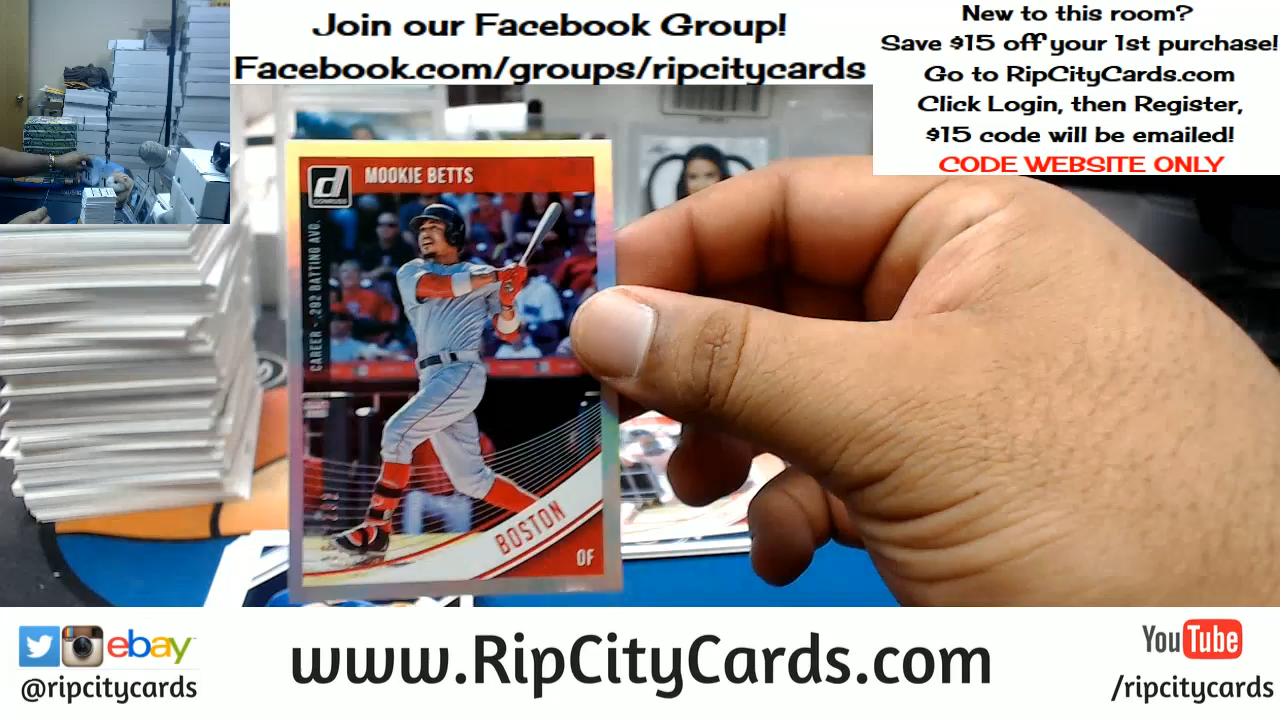 Join our Facebook Group!
Facebook.com/groups/ripcitycards
New to this room?
Save $15 off your 1st purchase!
Go to RipCityCards.com
Click Login, then Register,
$15 code will be emailed!
CODE WEBSITE ONLY
d
DONRUSS
MOOKIE BETTS
CAREER - .292 BATTING AVG.
BOSTON
OF
ebay
@ripcitycards
www.RipCityCards.com
YouTube
/ripcitycards